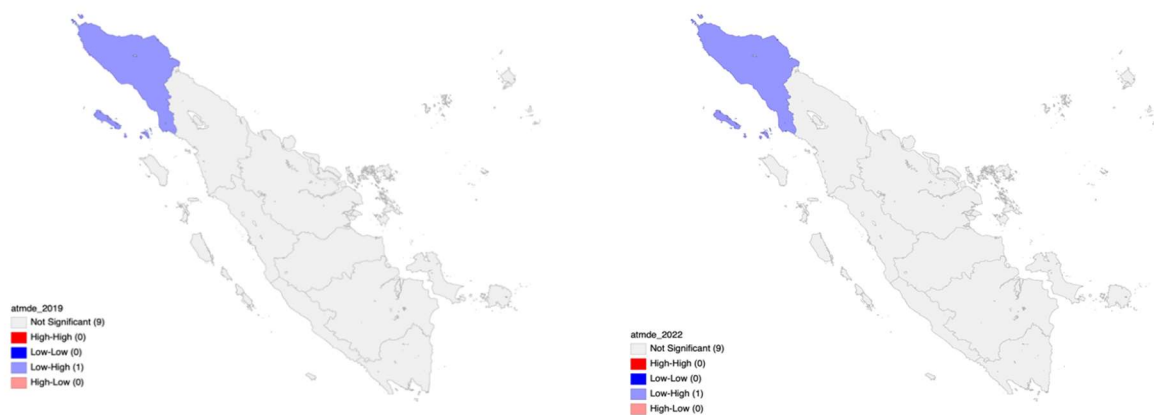 atmde_2019
Not Significant (9)
High-High (0)
Low-Low (0)
Low-High (1)
High-Low (0)
atmde_2022
Not Significant (9)
High-High (0)
Low-Low (0)
Low-High (1)
High-Low (0)